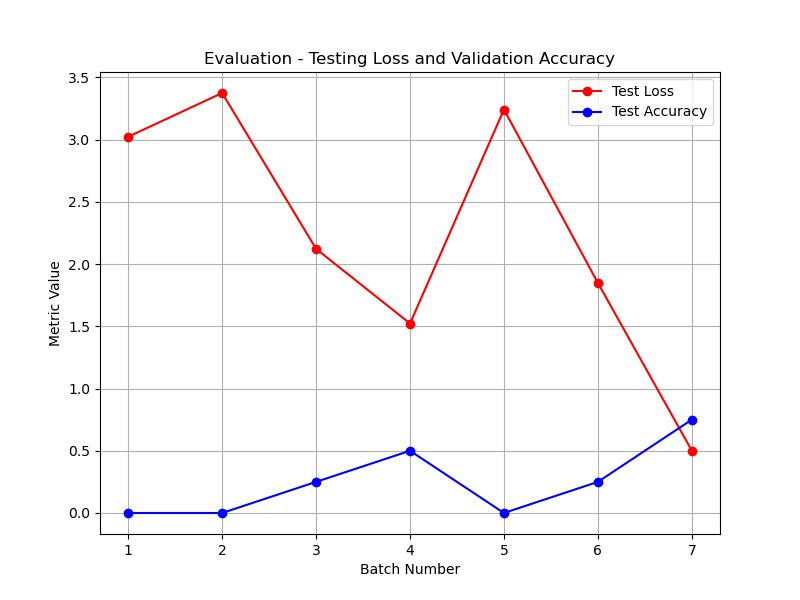 Evaluation - Testing Loss and Validation Accuracy
3.5
3.0
2.5
2.0
1.5
1.0
0.5
0.0
Metric Value
Test Loss
Test Accuracy
1 2 3 4 5 6 7
Batch Number